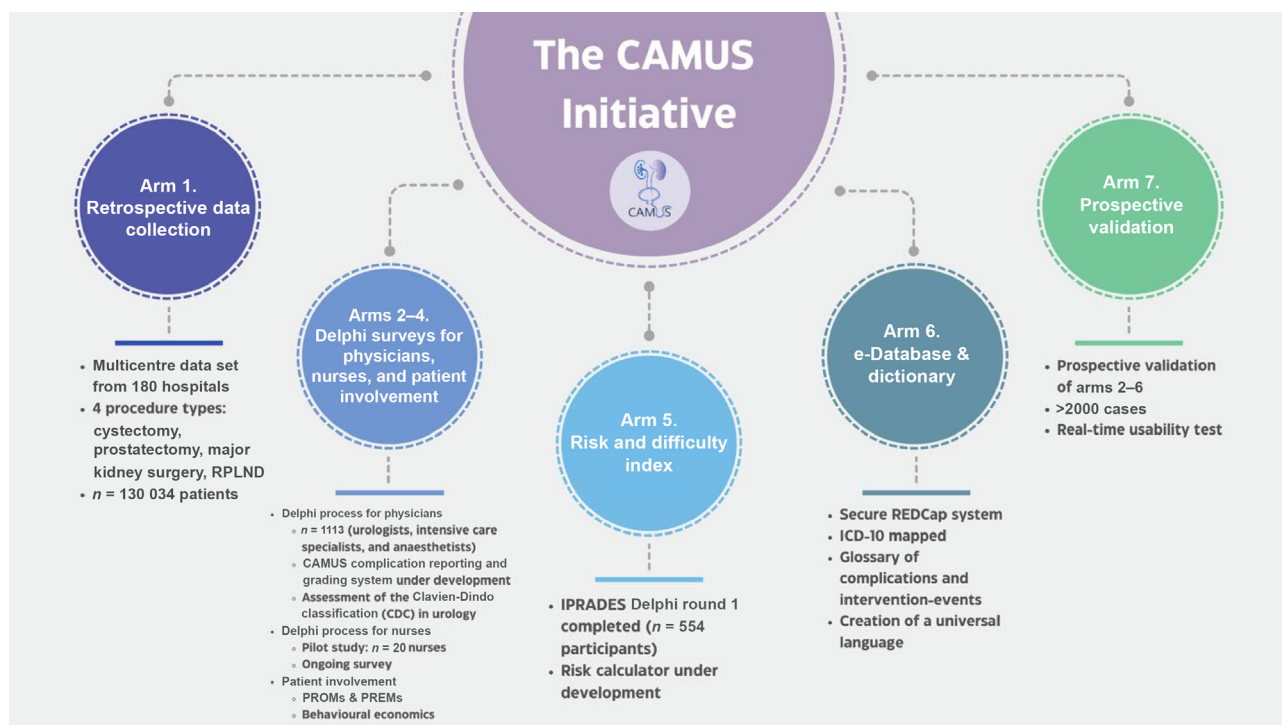 The CAMUS
Initiative
CAMUS
Arm 1.
Retrospective data
collection
• Multicentre data set
from 180 hospitals
• 4 procedure types:
cystectomy,
prostatectomy, major
kidney surgery, RPLND
• n = 130 034 patients
Arms 2–4.
Delphi surveys for
physicians,
nurses, and patient
involvement
• Delphi process for physicians
◦ n = 1113 (urologists, intensive care
specialists, and anaesthetists)
◦ CAMUS complication reporting and
grading system under development
◦ Assessment of the Clavien-Dindo
classification (CDC) in urology
• Delphi process for nurses
◦ Pilot study: n = 20 nurses
◦ Ongoing survey
• Patient involvement
◦ PROMs & PREMs
◦ Behavioural economics
Arm 5.
Risk and difficulty
index
• IPRADES Delphi round 1
completed (n = 554
participants)
• Risk calculator under
development
Arm 6.
e-Database &
dictionary
• Secure REDCap system
• ICD-10 mapped
• Glossary of
complications and
intervention-events
• Creation of a universal
language
Arm 7.
Prospective
validation
• Prospective validation
of arms 2–6
• >2000 cases
• Real-time usability test